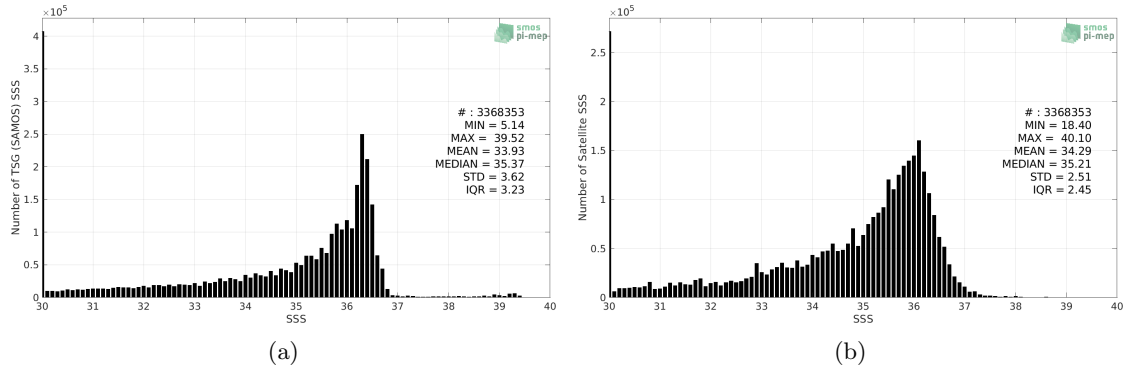 ×10⁵
4
3.5
3
2.5
2
1.5
1
0.5
0
Number of TSG (SAMOS) SSS
smos
pi-mep
# : 3368353
MIN = 5.14
MAX = 39.52
MEAN = 33.93
MEDIAN = 35.37
STD = 3.62
IQR = 3.23
30 31 32 33 34 35 36 37 38 39 40
SSS
(a)
×10⁵
2.5
2
1.5
1
0.5
0
Number of Satellite SSS
smos
pi-mep
# : 3368353
MIN = 18.40
MAX = 40.10
MEAN = 34.29
MEDIAN = 35.21
STD = 2.51
IQR = 2.45
30 31 32 33 34 35 36 37 38 39 40
SSS
(b)